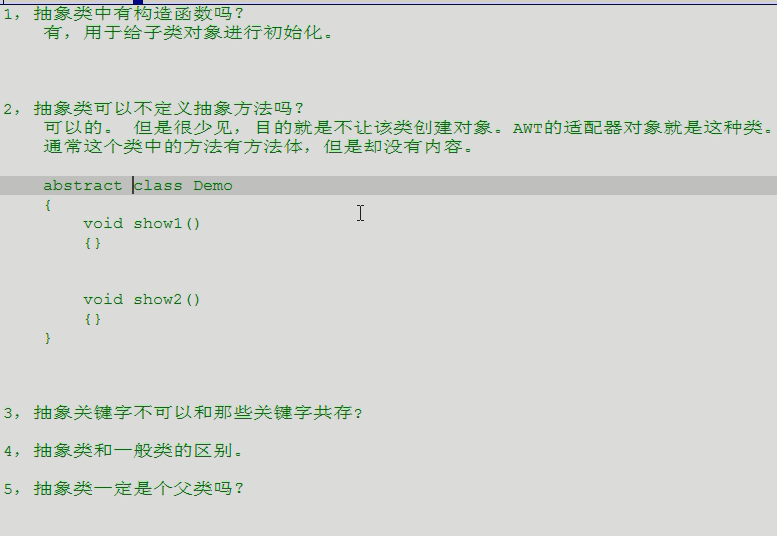 1, 抽象类中有构造函数吗?
有, 用于给子类对象进行初始化。
2, 抽象类可以不定义抽象方法吗?
可以的。 但是很少见, 目的就是不让该类创建对象。AWT的适配器对象就是这种类。
通常这个类中的方法有方法体, 但是却没有内容。
abstract class Demo
{
void show1()
{}
void show2()
{}
}
3, 抽象关键字不可以和那些关键字共存?
4, 抽象类和一般类的区别。
5, 抽象类一定是个父类吗?